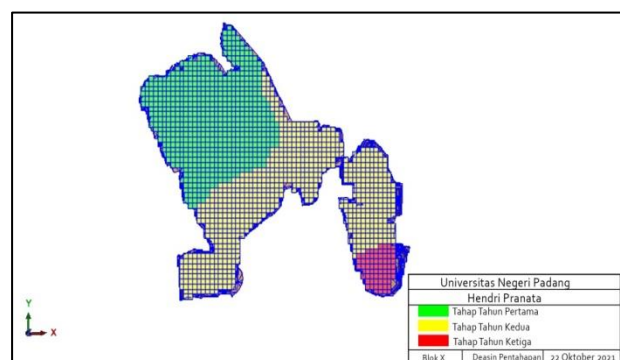 Y
X
Universitas Negeri Padang
Hendri Pranata
Tahap Tahun Pertama
Tahap Tahun Kedua
Tahap Tahun Ketiga
Blok X Deasin Pentahapan 22 Oktober 2021